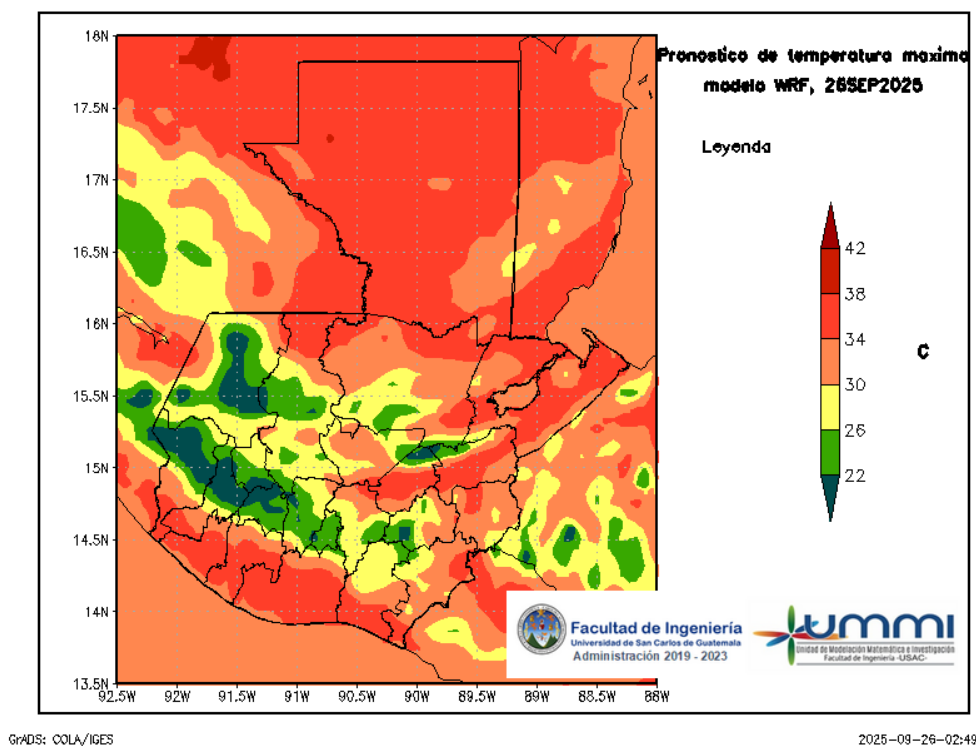 Pronostico de temperatura maxima
modelo WRF, 26SEP2025
Leyenda
42
38
34
30
26
22
C
18N
17.5N
17N
16.5N
16N
15.5N
15N
14.5N
14N
13.5N
92.5W 92W 91.5W 91W 90.5W 90W 89.5W 89W 88.5W 88W
Facultad de Ingeniería
Universidad de San Carlos de Guatemala
Administración 2019 - 2023
ummi
Unidad de Modelación Matemática e Investigación
Facultad de Ingeniería -USAC-
GrADS: COLA/IGES
2025-09-26-02:49